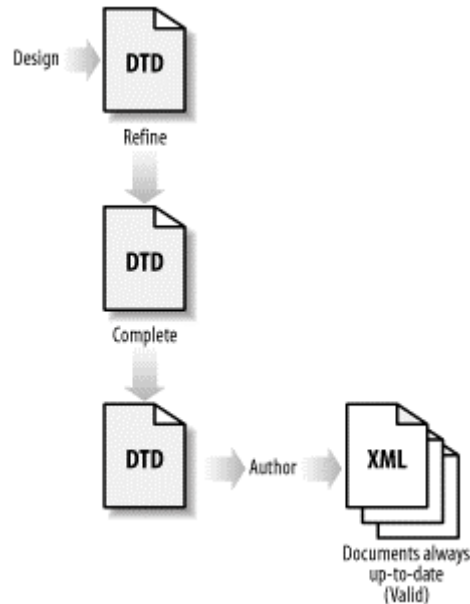 Design
DTD
Refine
DTD
Complete
DTD
Author
XML
Documents always
up-to-date
(Valid)